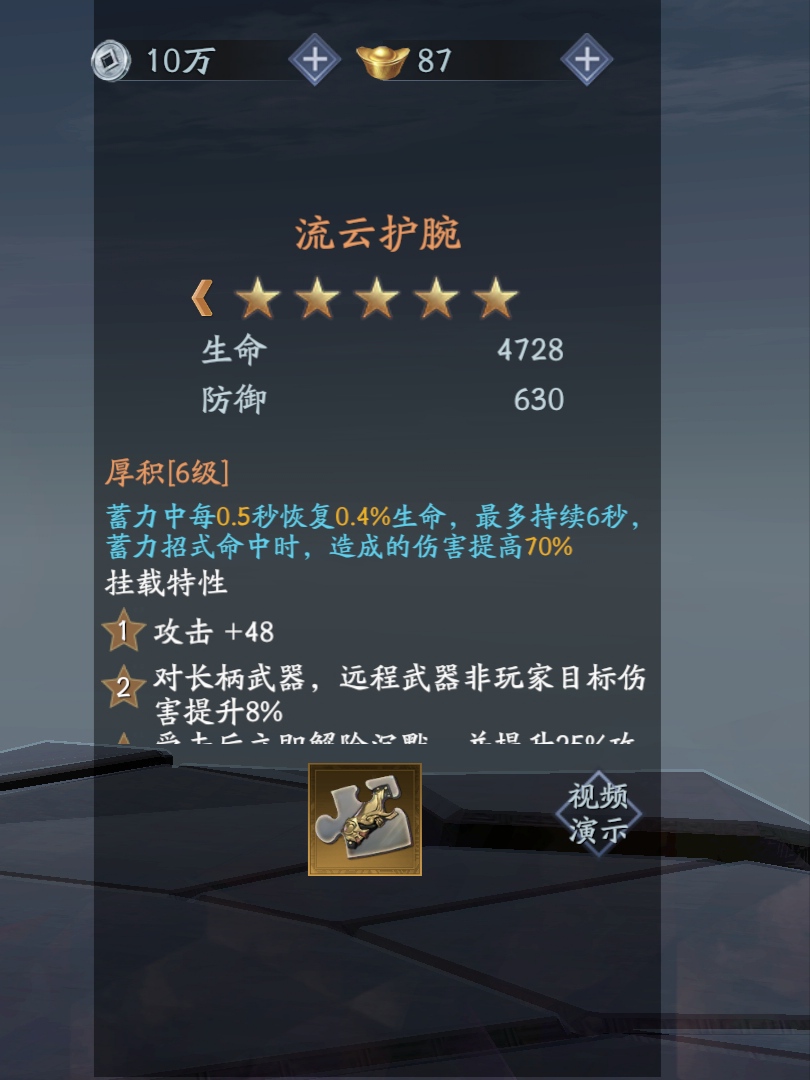 10万 87
流云护腕
生命 4728
防御 630
厚积[6级]
蓄力中每0.5秒恢复0.4%生命，最多持续6秒，
蓄力招式命中时，造成的伤害提高70%
挂载特性
1 攻击 +48
2 对长柄武器，远程武器非玩家目标伤
害提升8%
视频
演示